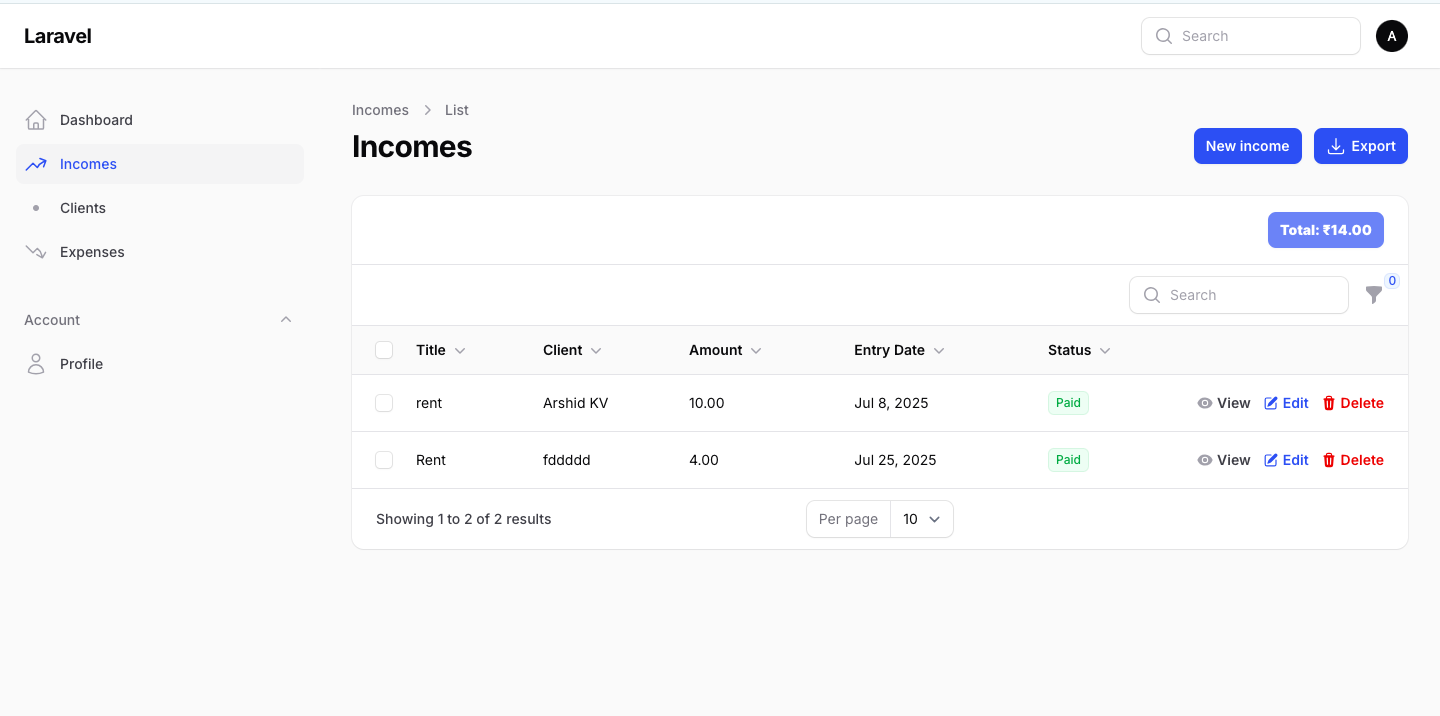 Laravel
Search
A
Dashboard
Incomes
Clients
Expenses
Account
Profile
Incomes > List
Incomes
New income
Export
Total: ₹14.00
Search
0
Title Client Amount Entry Date Status
rent Arshid KV 10.00 Jul 8, 2025 Paid View Edit Delete
Rent fddddd 4.00 Jul 25, 2025 Paid View Edit Delete
Showing 1 to 2 of 2 results
Per page 10